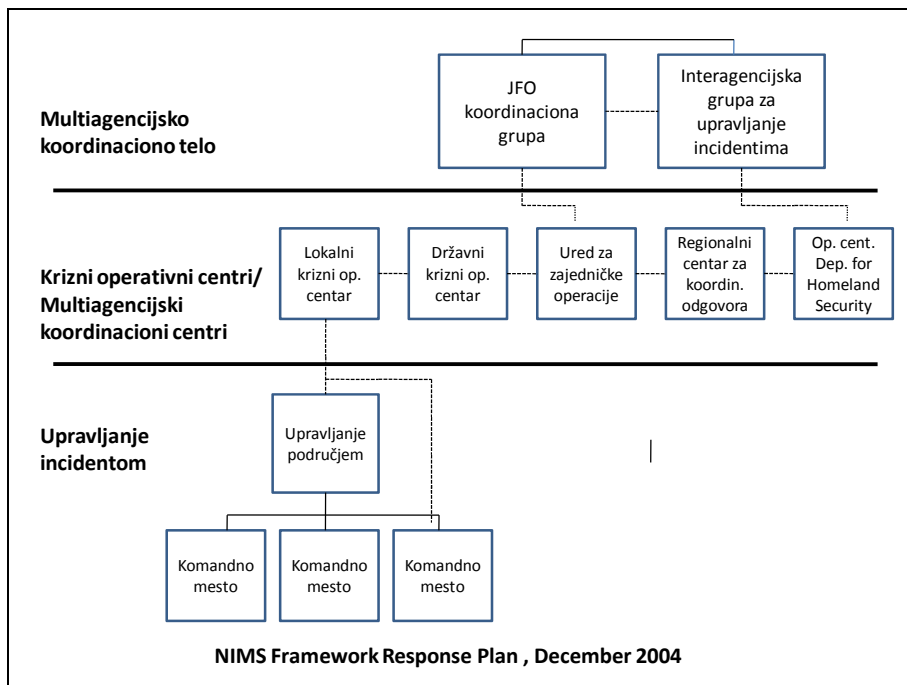 Multiagencijsko
koordinaciono telo
JFO
koordinaciona
grupa
Interagencijska
grupa za
upravljanje
incidentima
Krizni operativni centri/
Multiagencijski
koordinacioni centri
Lokalni
krizni op.
centar
Državni
krizni op.
centar
Ured za
zajedničke
operacije
Regionalni
centar za
koordin.
odgovora
Op. cent.
Dep. for
Homeland
Security
Upravljanje
incidentom
Upravljanje
područjem
Komandno
mesto
Komandno
mesto
Komandno
mesto
NIMS Framework Response Plan , December 2004